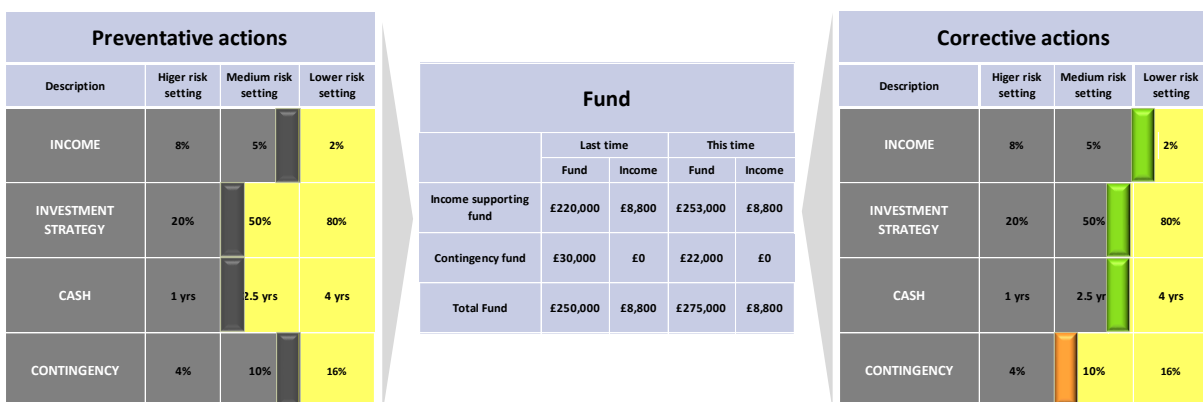 Preventative actions
Description Higer risk setting Medium risk setting Lower risk setting
INCOME 8% 5% 2%
INVESTMENT STRATEGY 20% 50% 80%
CASH 1 yrs 2.5 yrs 4 yrs
CONTINGENCY 4% 10% 16%
Fund
Last time This time
Fund Income Fund Income
Income supporting fund £220,000 £8,800 £253,000 £8,800
Contingency fund £30,000 £0 £22,000 £0
Total Fund £250,000 £8,800 £275,000 £8,800
Corrective actions
Description Higer risk setting Medium risk setting Lower risk setting
INCOME 8% 5% 2%
INVESTMENT STRATEGY 20% 50% 80%
CASH 1 yrs 2.5 yr 4 yrs
CONTINGENCY 4% 10% 16%